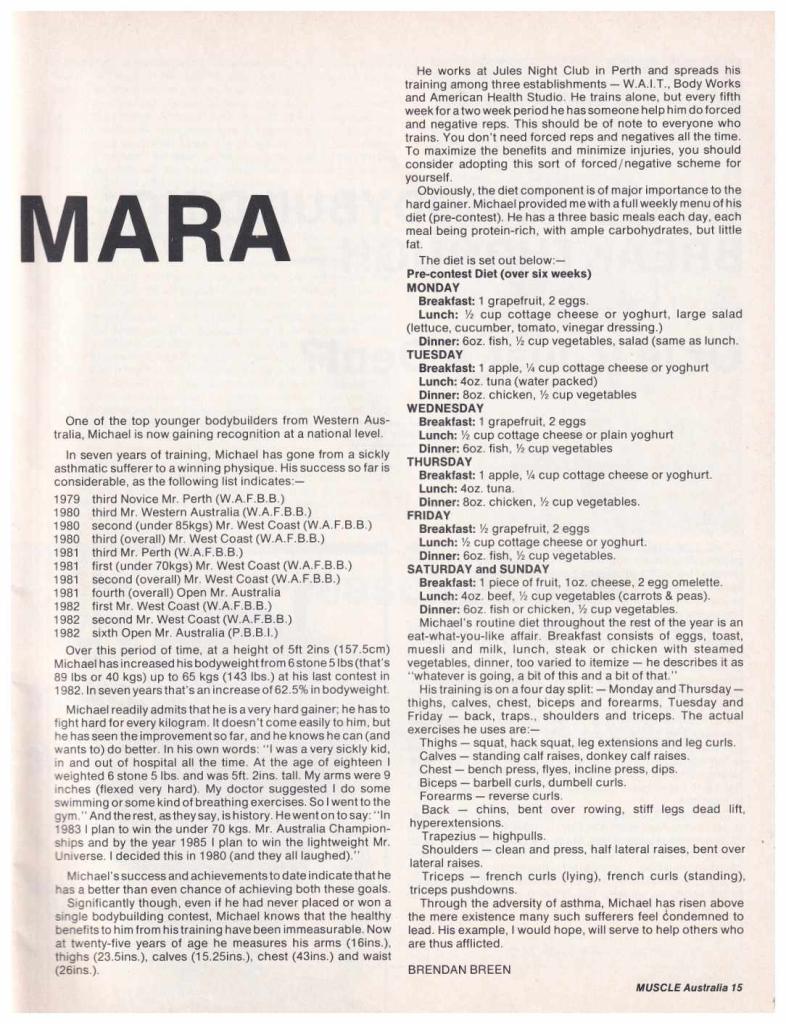 MARA
One of the top younger bodybuilders from Western Aus-
tralia, Michael is now gaining recognition at a national level.
In seven years of training, Michael has gone from a sickly
asthmatic sufferer to a winning physique. His success so far is
considerable, as the following list indicates:—
1979 third Novice Mr. Perth (W.A.F.B.B.)
1980 third Mr. Western Australia (W.A.F.B.B.)
1980 second (under 85kgs) Mr. West Coast (W.A.F.B.B.)
1980 third (overall) Mr. West Coast (W.A.F.B.B.)
1981 third Mr. Perth (W.A.F.B.B.)
1981 first (under 70kgs) Mr. West Coast (W.A.F.B.B.)
1981 second (overall) Mr. West Coast (W.A.F.B.B.)
1981 fourth (overall) Open Mr. Australia
1982 first Mr. West Coast (W.A.F.B.B.)
1982 second Mr. West Coast (W.A.F.B.B.)
1982 sixth Open Mr. Australia (P.B.B.I.)
Over this period of time, at a height of 5ft 2ins (157.5cm)
Michael has increased his bodyweight from 6 stone 5 lbs (that's
89 lbs or 40 kgs) up to 65 kgs (143 lbs.) at his last contest in
1982. In seven years that's an increase of 62.5% in bodyweight.
Michael readily admits that he is a very hard gainer; he has to
fight hard for every kilogram. It doesn't come easily to him, but
he has seen the improvement so far, and he knows he can (and
wants to) do better. In his own words: "I was a very sickly kid,
in and out of hospital all the time. At the age of eighteen I
weighted 6 stone 5 lbs. and was 5ft. 2ins. tall. My arms were 9
inches (flexed very hard). My doctor suggested I do some
swimming or some kind of breathing exercises. So I went to the
gym." And the rest, as they say, is history. He went on to say: "In
1983 I plan to win the under 70 kgs. Mr. Australia Champion-
ships and by the year 1985 I plan to win the lightweight Mr.
Universe. I decided this in 1980 (and they all laughed)."
Michael's success and achievements to date indicate that he
has a better than even chance of achieving both these goals.
Significantly though, even if he had never placed or won a
single bodybuilding contest, Michael knows that the healthy
benefits to him from his training have been immeasurable. Now
at twenty-five years of age he measures his arms (16ins.),
thighs (23.5ins.), calves (15.25ins.), chest (43ins.) and waist
(26ins.).
He works at Jules Night Club in Perth and spreads his
training among three establishments — W.A.I.T., Body Works
and American Health Studio. He trains alone, but every fifth
week for a two week period he has someone help him do forced
and negative reps. This should be of note to everyone who
trains. You don't need forced reps and negatives all the time.
To maximize the benefits and minimize injuries, you should
consider adopting this sort of forced/negative scheme for
yourself.
Obviously, the diet component is of major importance to the
hard gainer. Michael provided me with a full weekly menu of his
diet (pre-contest). He has a three basic meals each day, each
meal being protein-rich, with ample carbohydrates, but little
fat.
The diet is set out below:—
Pre-contest Diet (over six weeks)
MONDAY
Breakfast: 1 grapefruit, 2 eggs.
Lunch: ½ cup cottage cheese or yoghurt, large salad
(lettuce, cucumber, tomato, vinegar dressing.)
Dinner: 6oz. fish, ½ cup vegetables, salad (same as lunch.
TUESDAY
Breakfast: 1 apple, ¼ cup cottage cheese or yoghurt
Lunch: 4oz. tuna (water packed)
Dinner: 8oz. chicken, ½ cup vegetables
WEDNESDAY
Breakfast: 1 grapefruit, 2 eggs
Lunch: ½ cup cottage cheese or plain yoghurt
Dinner: 6oz. fish, ½ cup vegetables
THURSDAY
Breakfast: 1 apple, ¼ cup cottage cheese or yoghurt.
Lunch: 4oz. tuna.
Dinner: 8oz. chicken, ½ cup vegetables.
FRIDAY
Breakfast: ½ grapefruit, 2 eggs
Lunch: ½ cup cottage cheese or yoghurt.
Dinner: 6oz. fish, ½ cup vegetables.
SATURDAY and SUNDAY
Breakfast: 1 piece of fruit, 1oz. cheese, 2 egg omelette.
Lunch: 4oz. beef, ½ cup vegetables (carrots & peas).
Dinner: 6oz. fish or chicken, ½ cup vegetables.
Michael's routine diet throughout the rest of the year is an
eat-what-you-like affair. Breakfast consists of eggs, toast,
muesli and milk, lunch, steak or chicken with steamed
vegetables, dinner, too varied to itemize — he describes it as
"whatever is going, a bit of this and a bit of that."
His training is on a four day split: — Monday and Thursday —
thighs, calves, chest, biceps and forearms, Tuesday and
Friday — back, traps., shoulders and triceps. The actual
exercises he uses are:—
Thighs — squat, hack squat, leg extensions and leg curls.
Calves — standing calf raises, donkey calf raises.
Chest — bench press, flyes, incline press, dips.
Biceps — barbell curls, dumbell curls.
Forearms — reverse curls.
Back — chins, bent over rowing, stiff legs dead lift,
hyperextensions.
Trapezius — highpulls.
Shoulders — clean and press, half lateral raises, bent over
lateral raises.
Triceps — french curls (lying), french curls (standing),
triceps pushdowns.
Through the adversity of asthma, Michael has risen above
the mere existence many such sufferers feel condemned to
lead. His example, I would hope, will serve to help others who
are thus afflicted.
BRENDAN BREEN
MUSCLE Australia 15